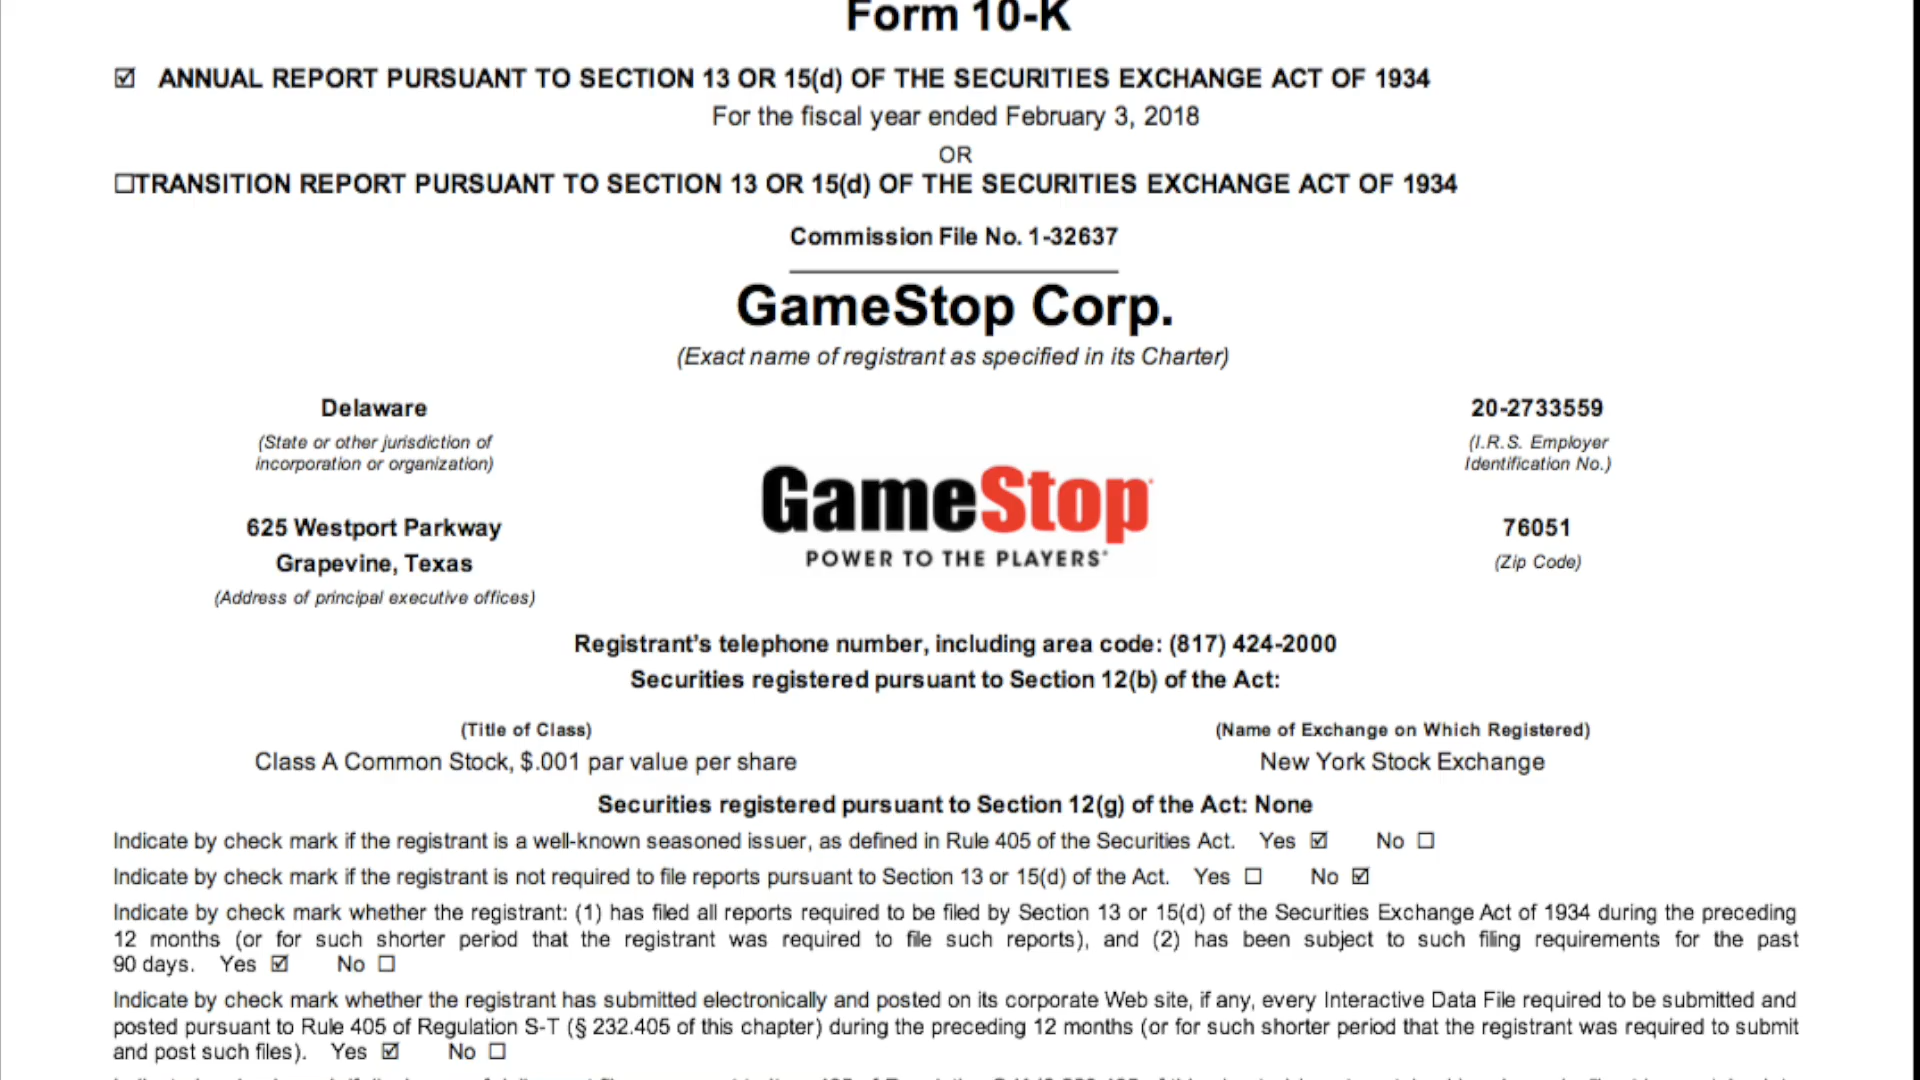 Form 10-K
☑ ANNUAL REPORT PURSUANT TO SECTION 13 OR 15(d) OF THE SECURITIES EXCHANGE ACT OF 1934
For the fiscal year ended February 3, 2018
OR
☐TRANSITION REPORT PURSUANT TO SECTION 13 OR 15(d) OF THE SECURITIES EXCHANGE ACT OF 1934
Commission File No. 1-32637
GameStop Corp.
(Exact name of registrant as specified in its Charter)
Delaware
(State or other jurisdiction of
incorporation or organization)
20-2733559
(I.R.S. Employer
Identification No.)
GameStop
POWER TO THE PLAYERS
625 Westport Parkway
Grapevine, Texas
(Address of principal executive offices)
76051
(Zip Code)
Registrant's telephone number, including area code: (817) 424-2000
Securities registered pursuant to Section 12(b) of the Act:
(Title of Class)
Class A Common Stock, $.001 par value per share
(Name of Exchange on Which Registered)
New York Stock Exchange
Securities registered pursuant to Section 12(g) of the Act: None
Indicate by check mark if the registrant is a well-known seasoned issuer, as defined in Rule 405 of the Securities Act. Yes ☑ No ☐
Indicate by check mark if the registrant is not required to file reports pursuant to Section 13 or 15(d) of the Act. Yes ☐ No ☑
Indicate by check mark whether the registrant: (1) has filed all reports required to be filed by Section 13 or 15(d) of the Securities Exchange Act of 1934 during the preceding
12 months (or for such shorter period that the registrant was required to file such reports), and (2) has been subject to such filing requirements for the past
90 days. Yes ☑ No ☐
Indicate by check mark whether the registrant has submitted electronically and posted on its corporate Web site, if any, every Interactive Data File required to be submitted and
posted pursuant to Rule 405 of Regulation S-T (§ 232.405 of this chapter) during the preceding 12 months (or for such shorter period that the registrant was required to submit
and post such files). Yes ☑ No ☐